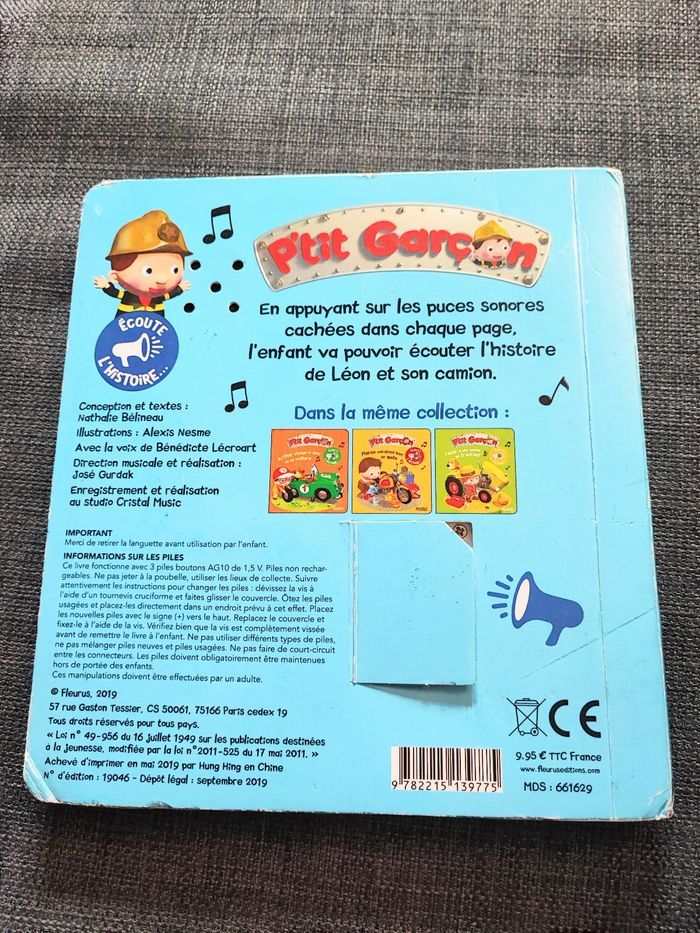 P'tit Garçon
En appuyant sur les puces sonores
cachées dans chaque page,
l'enfant va pouvoir écouter l'histoire
de Léon et son camion.
ÉCOUTE
L'HISTOIRE...
Conception et textes :
Nathalie Bélineau
Illustrations : Alexis Nesme
Avec la voix de Bénédicte Lécroart
Direction musicale et réalisation :
José Gurdak
Enregistrement et réalisation
au studio Cristal Music
Dans la même collection :
P'tit Garçon
P'tit Garçon
P'tit Garçon
IMPORTANT
Merci de retirer la languette avant utilisation par l'enfant.
INFORMATIONS SUR LES PILES
Ce livre fonctionne avec 3 piles boutons AG10 de 1,5 V. Piles non rechar-
geables. Ne pas jeter à la poubelle, utiliser les lieux de collecte. Suivre
attentivement les instructions pour changer les piles : dévissez la vis à
l'aide d'un tournevis cruciforme et faites glisser le couvercle. Ôtez les piles
usagées et placez-les directement dans un endroit prévu à cet effet. Placez
les nouvelles piles avec le signe (+) vers le haut. Replacez le couvercle et
fixez-le à l'aide de la vis. Vérifiez bien que la vis est complètement vissée
avant de remettre le livre à l'enfant. Ne pas utiliser différents types de piles,
ne pas mélanger piles neuves et piles usagées. Ne pas faire de court-circuit
entre les connecteurs. Les piles doivent obligatoirement être maintenues
hors de portée des enfants.
Ces manipulations doivent être effectuées par un adulte.
© Fleurus, 2019
57 rue Gaston Tessier, CS 50061, 75166 Paris cedex 19
Tous droits réservés pour tous pays.
« Loi n° 49-956 du 16 juillet 1949 sur les publications destinées
à la jeunesse, modifiée par la loi n°2011-525 du 17 mai 2011. »
Achevé d'imprimer en mai 2019 par Hung Hing en Chine
N° d'édition : 19046 - Dépôt légal : septembre 2019
9 782215 139775
CE
9.95 € TTC France
www.fleuruseditions.com
MDS : 661629